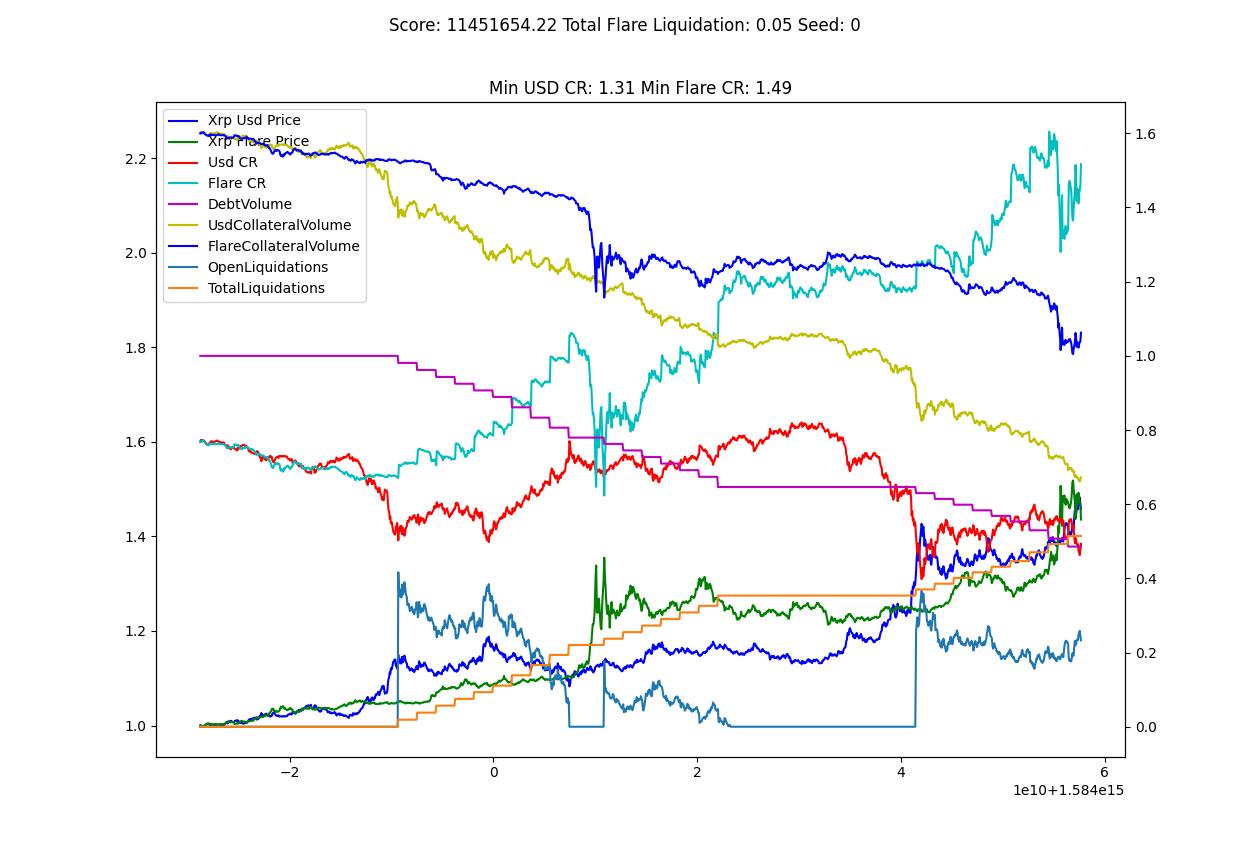 Score: 11451654.22 Total Flare Liquidation: 0.05 Seed: 0
Min USD CR: 1.31 Min Flare CR: 1.49
Xrp Usd Price
Xrp Flare Price
Usd CR
Flare CR
DebtVolume
UsdCollateralVolume
FlareCollateralVolume
OpenLiquidations
TotalLiquidations
2.2
2.0
1.8
1.6
1.4
1.2
1.0
1.6
1.4
1.2
1.0
0.8
0.6
0.4
0.2
0.0
−2 0 2 4 6
1e10+1.584e15